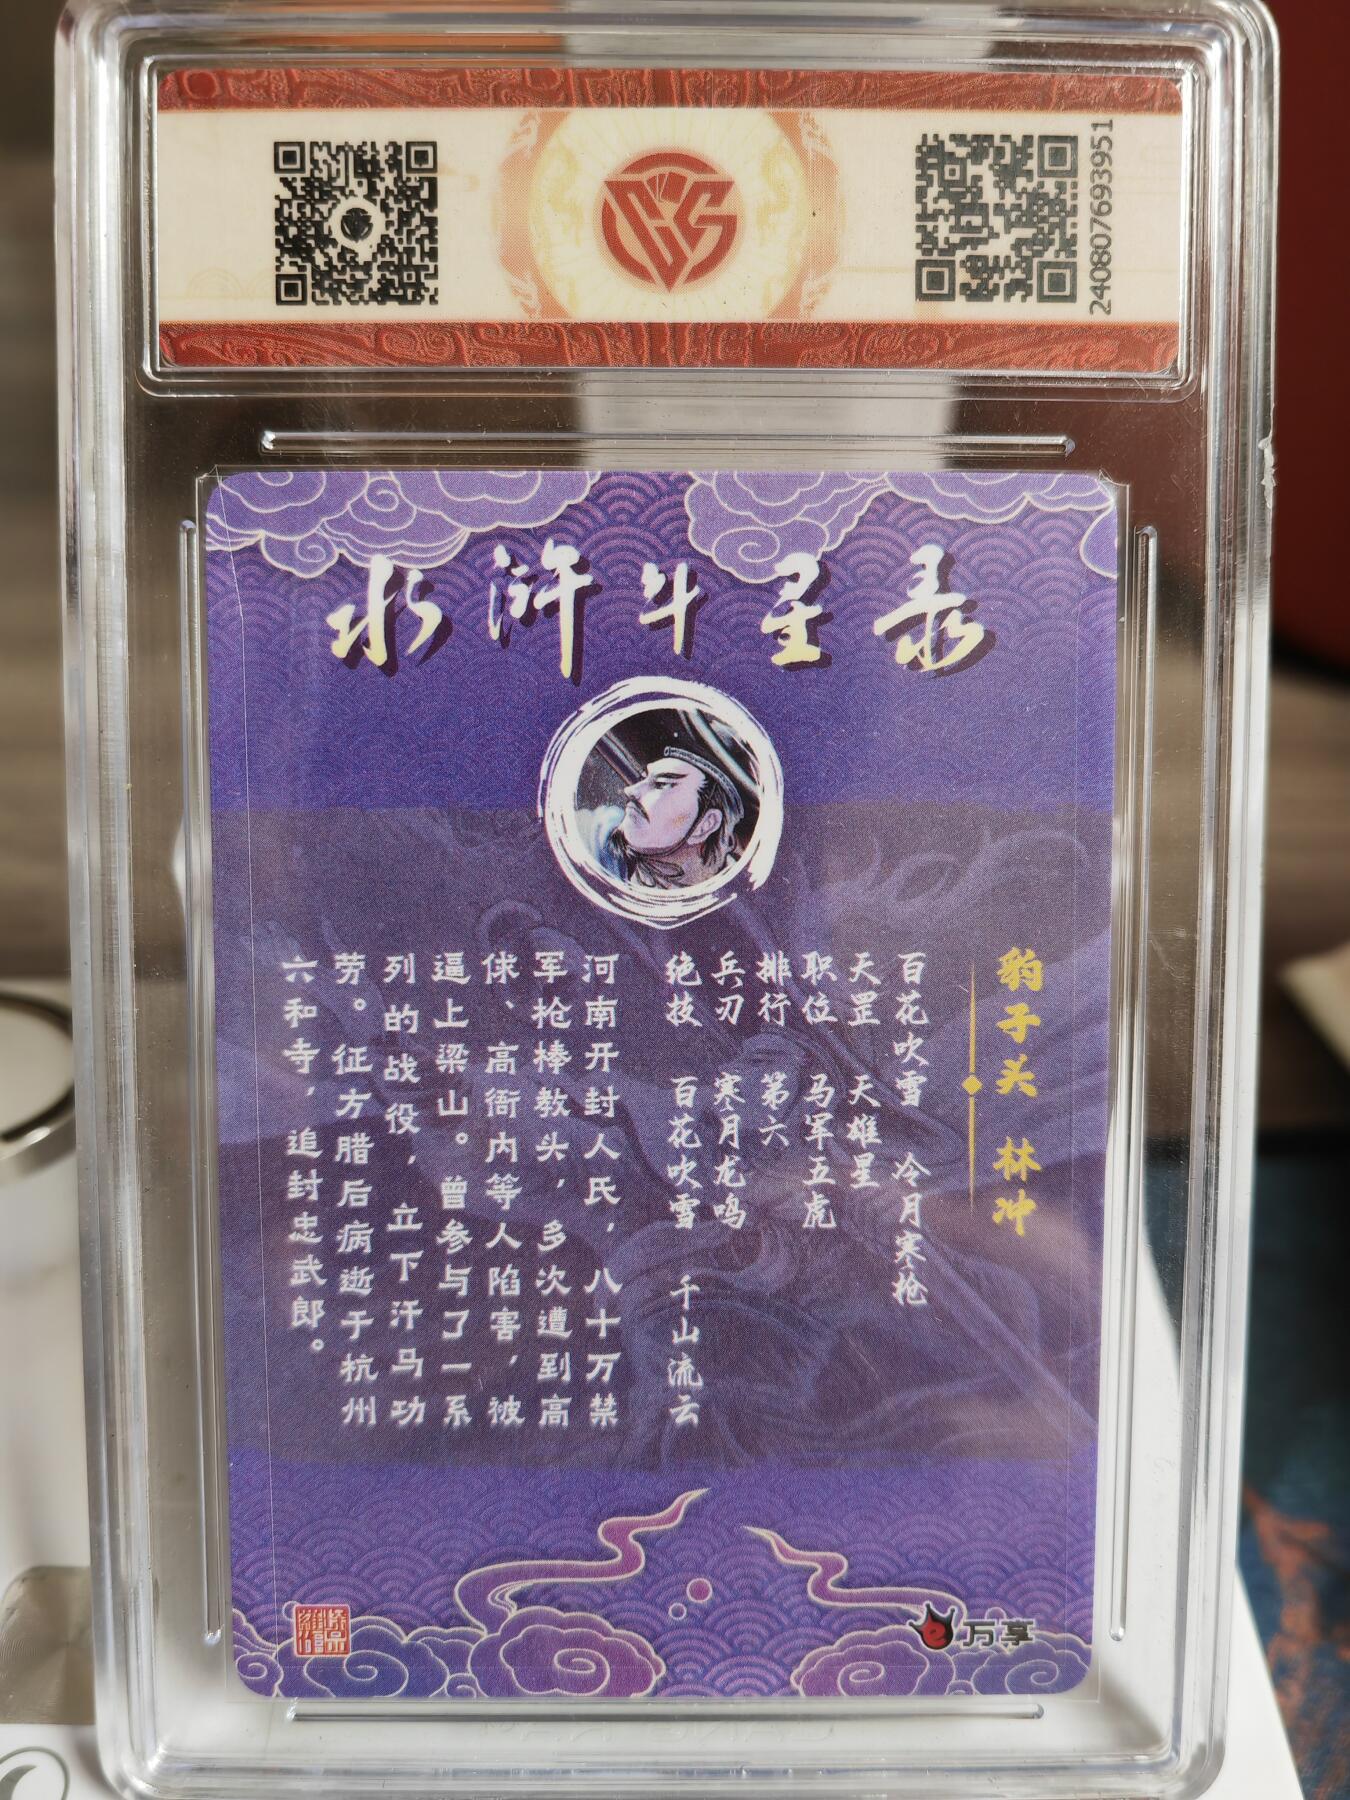 2408076939​51
水浒斗星录
豹子头 林冲
百花吹雪 冷月寒枪
天罡 天雄星
职位 马军五虎
排行 第六
兵刃 寒月龙鸣
绝技 百花吹雪 千山流云
河南开封人氏，八十万禁
军枪棒教头，多次遭到高
俅、高衙内等人陷害，被
逼上梁山。曾参与了一系
列的战役，立下汗马功
劳。征方腊后病逝于杭州
六和寺，追封忠武郎。
万享